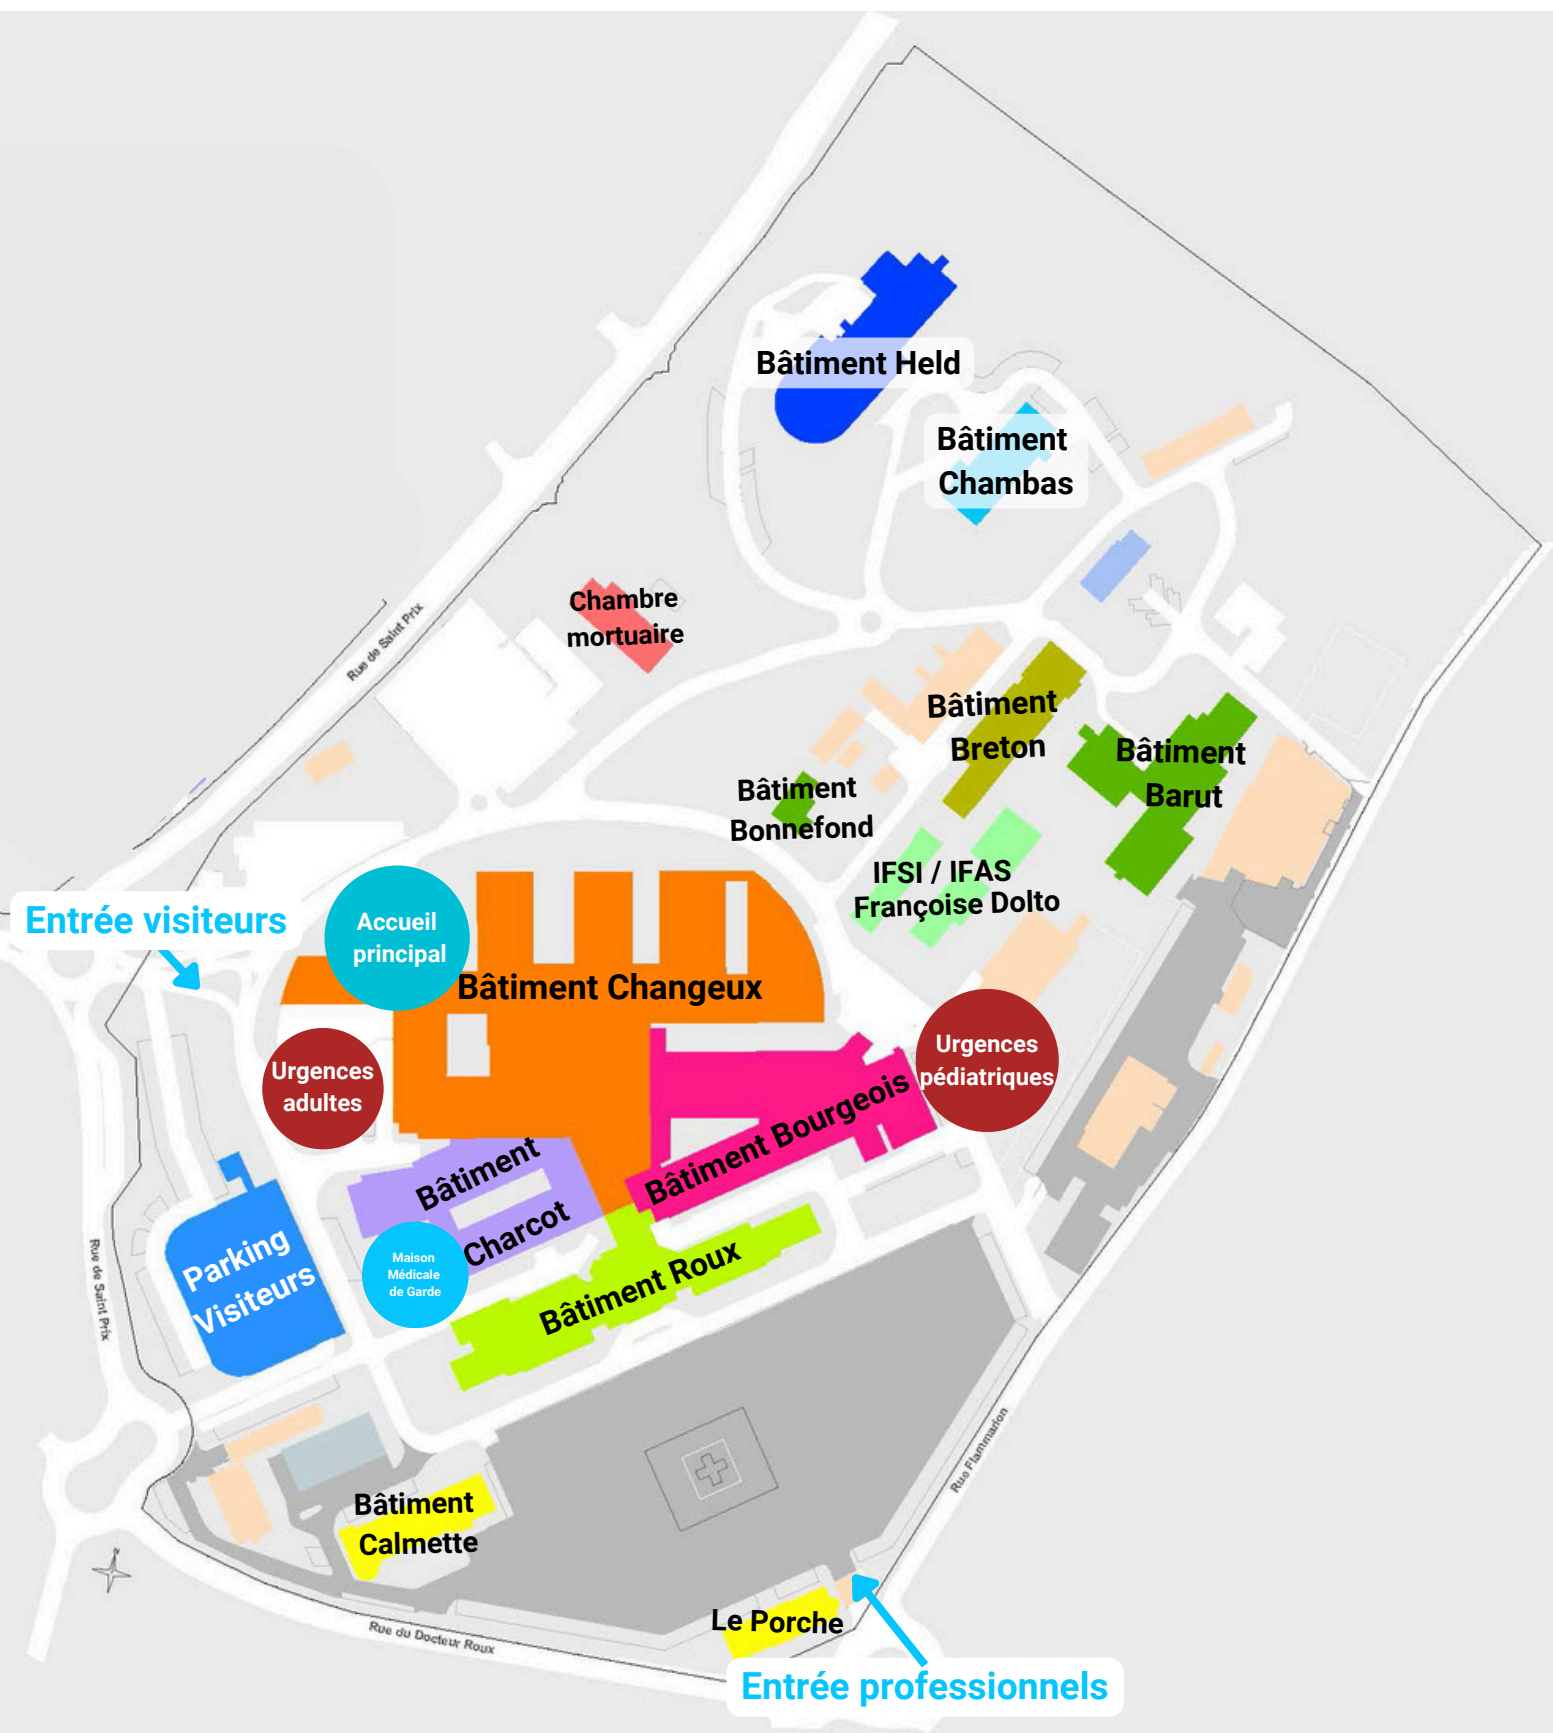 Bâtiment Held
Bâtiment
Chambas
Chambre
mortuaire
Rue de Saint Prix
Bâtiment
Breton
Bâtiment
Barut
Bâtiment
Bonnefond
IFSI / IFAS
Françoise Dolto
Entrée visiteurs
Accueil
principal
Bâtiment Changeux
Urgences
adultes
Urgences
pédiatriques
Bâtiment Bourgeois
Bâtiment
Charcot
Maison
Médicale
de Garde
Parking
Visiteurs
Bâtiment Roux
Rue de Saint Prix
Rue Flammarion
Bâtiment
Calmette
N
Le Porche
Rue du Docteur Roux
Entrée professionnels